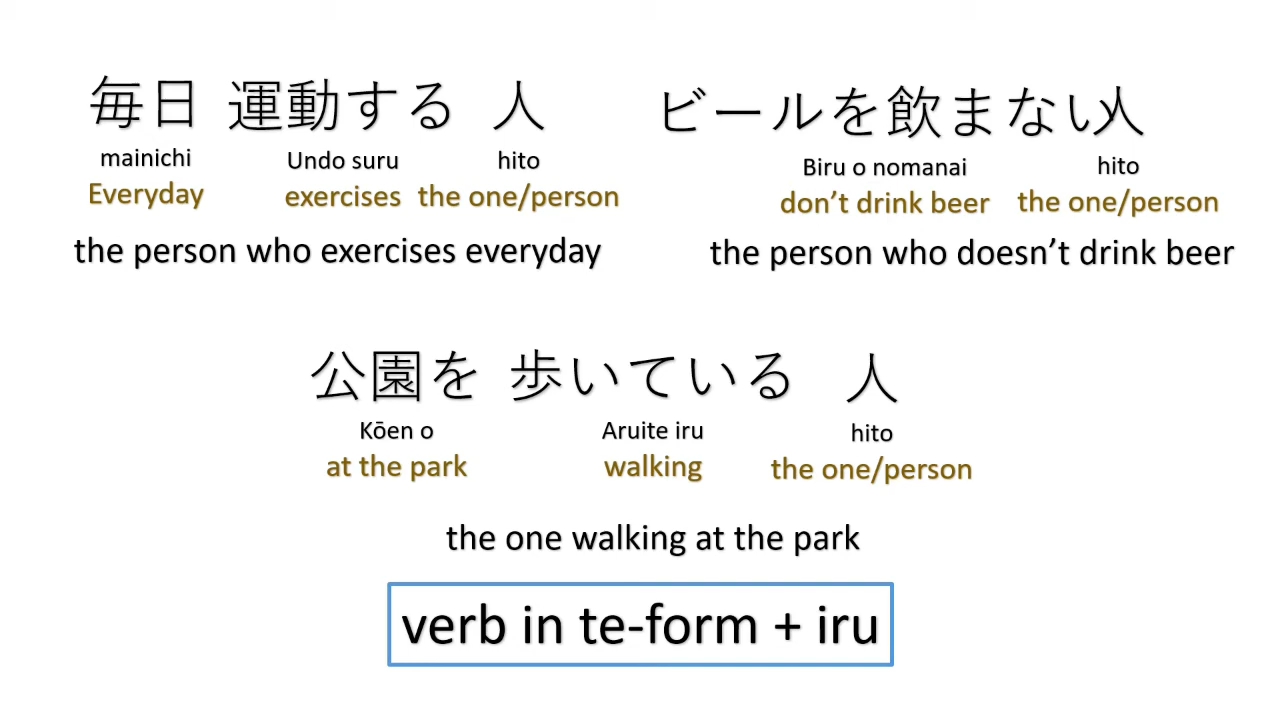 毎日 運動する 人
mainichi Undo suru hito
Everyday exercises the one/person
the person who exercises everyday
ビールを飲まない人
Biru o nomanai hito
don't drink beer the one/person
the person who doesn't drink beer
公園を 歩いている 人
Kōen o Aruite iru hito
at the park walking the one/person
the one walking at the park
verb in te-form + iru